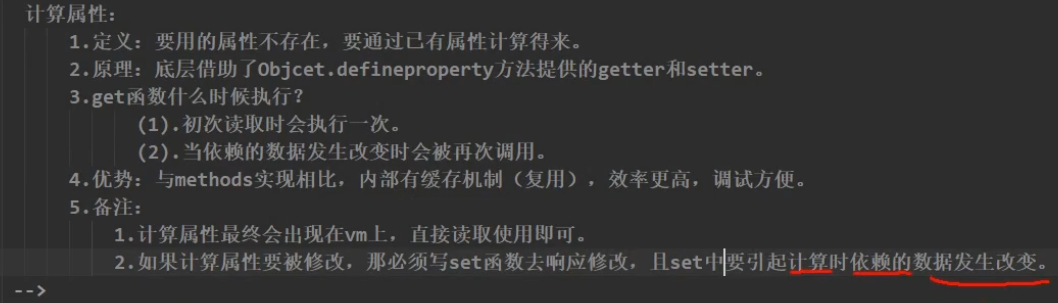 计算属性：
1.定义：要用的属性不存在，要通过已有属性计算得来。
2.原理：底层借助了Objcet.defineproperty方法提供的getter和setter。
3.get函数什么时候执行？
(1).初次读取时会执行一次。
(2).当依赖的数据发生改变时会被再次调用。
4.优势：与methods实现相比，内部有缓存机制（复用），效率更高，调试方便。
5.备注：
1.计算属性最终会出现在vm上，直接读取使用即可。
2.如果计算属性要被修改，那必须写set函数去响应修改，且set中要引起计算时依赖的数据发生改变。
-->